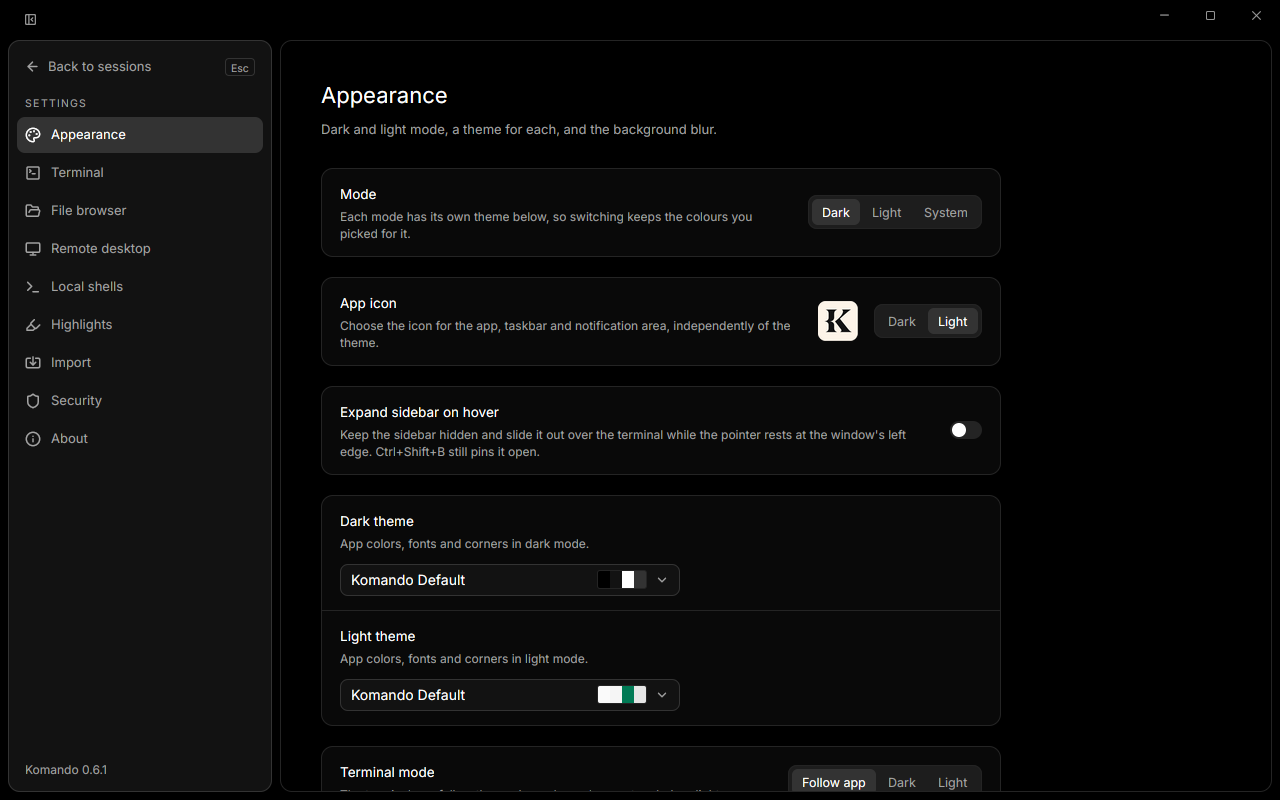 Back to sessions
Esc
SETTINGS
Appearance
Terminal
File browser
Remote desktop
Local shells
Highlights
Import
Security
About
Komando 0.6.1
Appearance
Dark and light mode, a theme for each, and the background blur.
Mode
Each mode has its own theme below, so switching keeps the colours you
picked for it.
Dark
Light
System
App icon
Choose the icon for the app, taskbar and notification area, independently of the
theme.
K
Dark
Light
Expand sidebar on hover
Keep the sidebar hidden and slide it out over the terminal while the pointer rests at the window's left
edge. Ctrl+Shift+B still pins it open.
Dark theme
App colors, fonts and corners in dark mode.
Komando Default
Light theme
App colors, fonts and corners in light mode.
Komando Default
Terminal mode
Follow app
Dark
Light